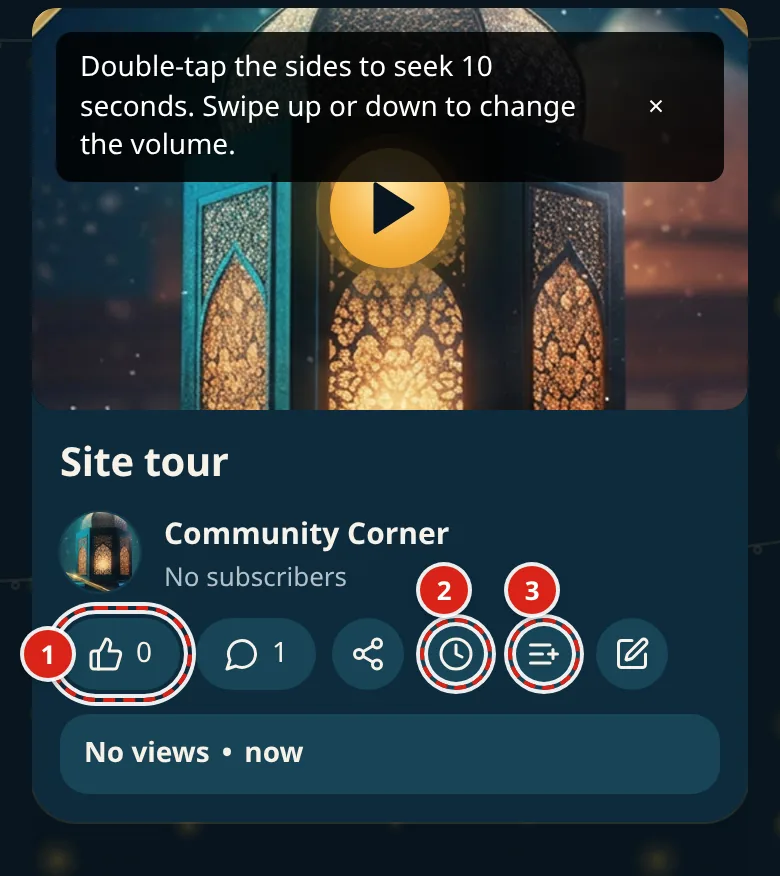 Double-tap the sides to seek 10
seconds. Swipe up or down to change
the volume.
×
Site tour
Community Corner
No subscribers
2
3
1
0
1
No views • now